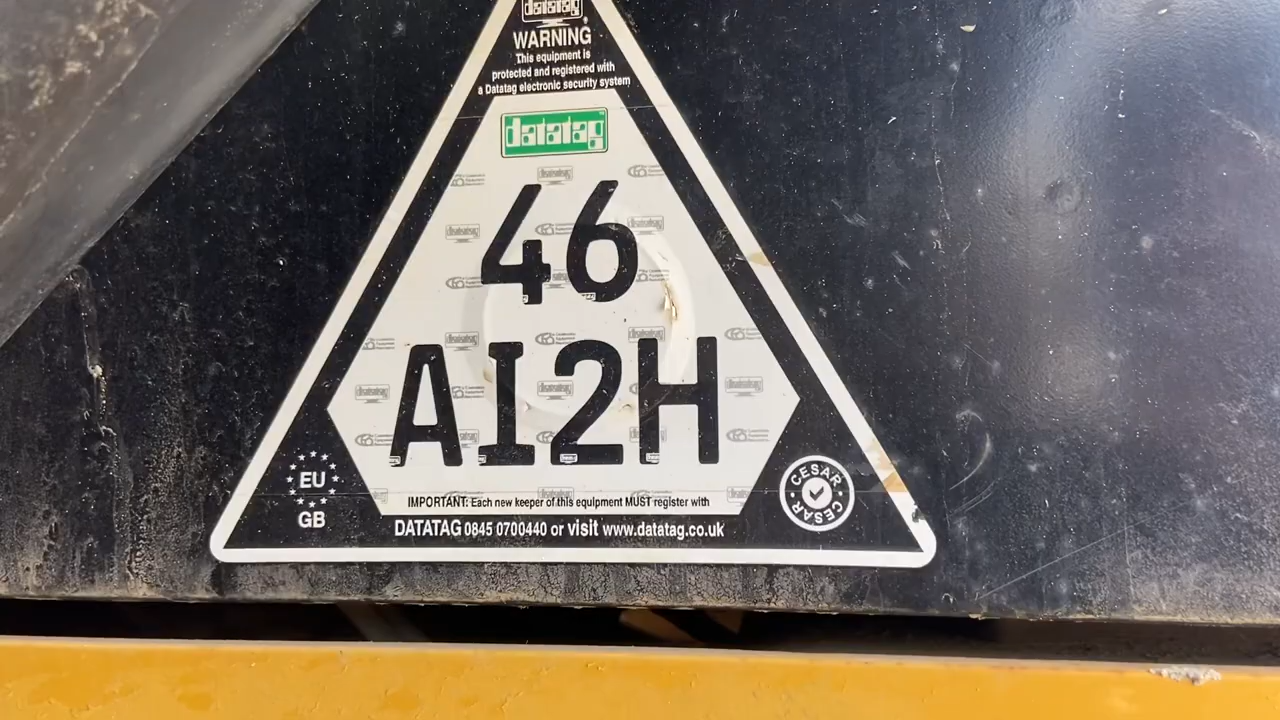 datatag
WARNING
This equipment is
protected and registered with
a Datatag electronic security system
datatag
46
AI2H
EU
GB
CESAR
CESAR
IMPORTANT: Each new keeper of this equipment MUST register with
DATATAG 0845 0700440 or visit www.datatag.co.uk